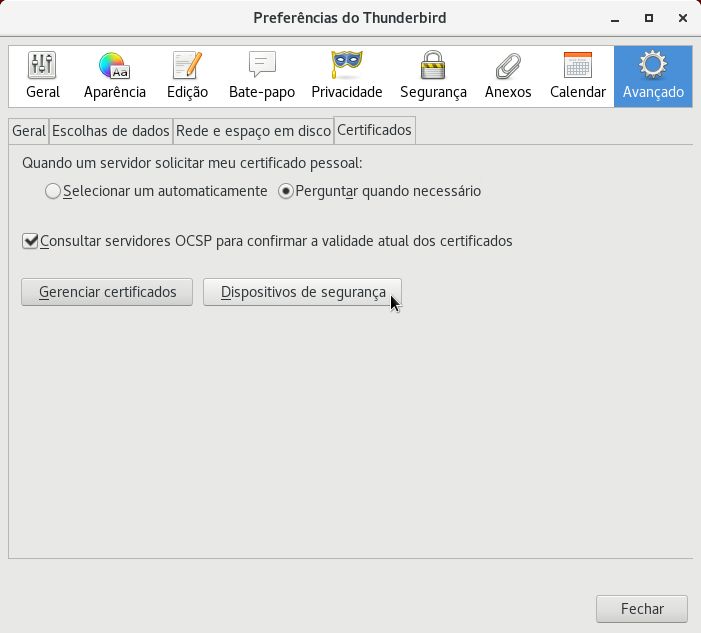 Preferências do Thunderbird
Geral Aparência Edição Bate-papo Privacidade Segurança Anexos Calendar Avançado
Geral Escolhas de dados Rede e espaço em disco Certificados
Quando um servidor solicitar meu certificado pessoal:
Selecionar um automaticamente Perguntar quando necessário
Consultar servidores OCSP para confirmar a validade atual dos certificados
Gerenciar certificados Dispositivos de segurança
Fechar